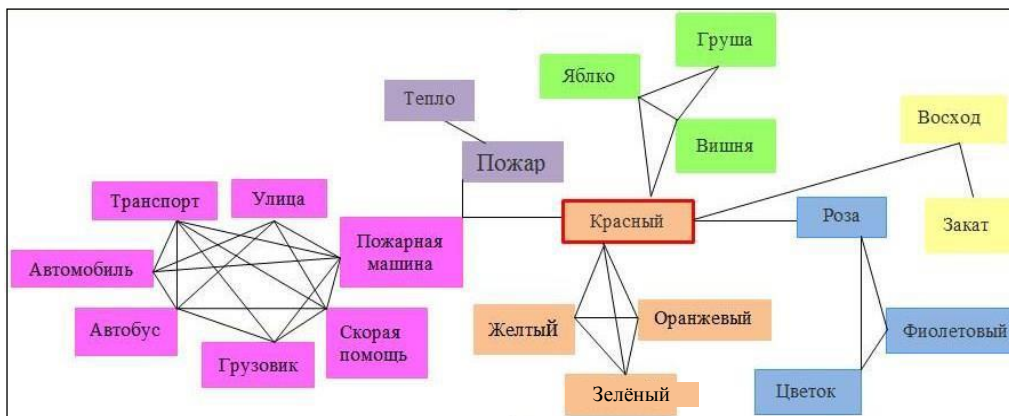 Груша
Яблко
Тепло
Восход
Вишня
Пожар
Транспорт
Улица
Красный
Роза
Закат
Пожарная
машина
Автомобиль
Автобус
Скорая
помощь
Желтый
Оранжевый
Фиолетовый
Грузовик
Зелёный
Цветок